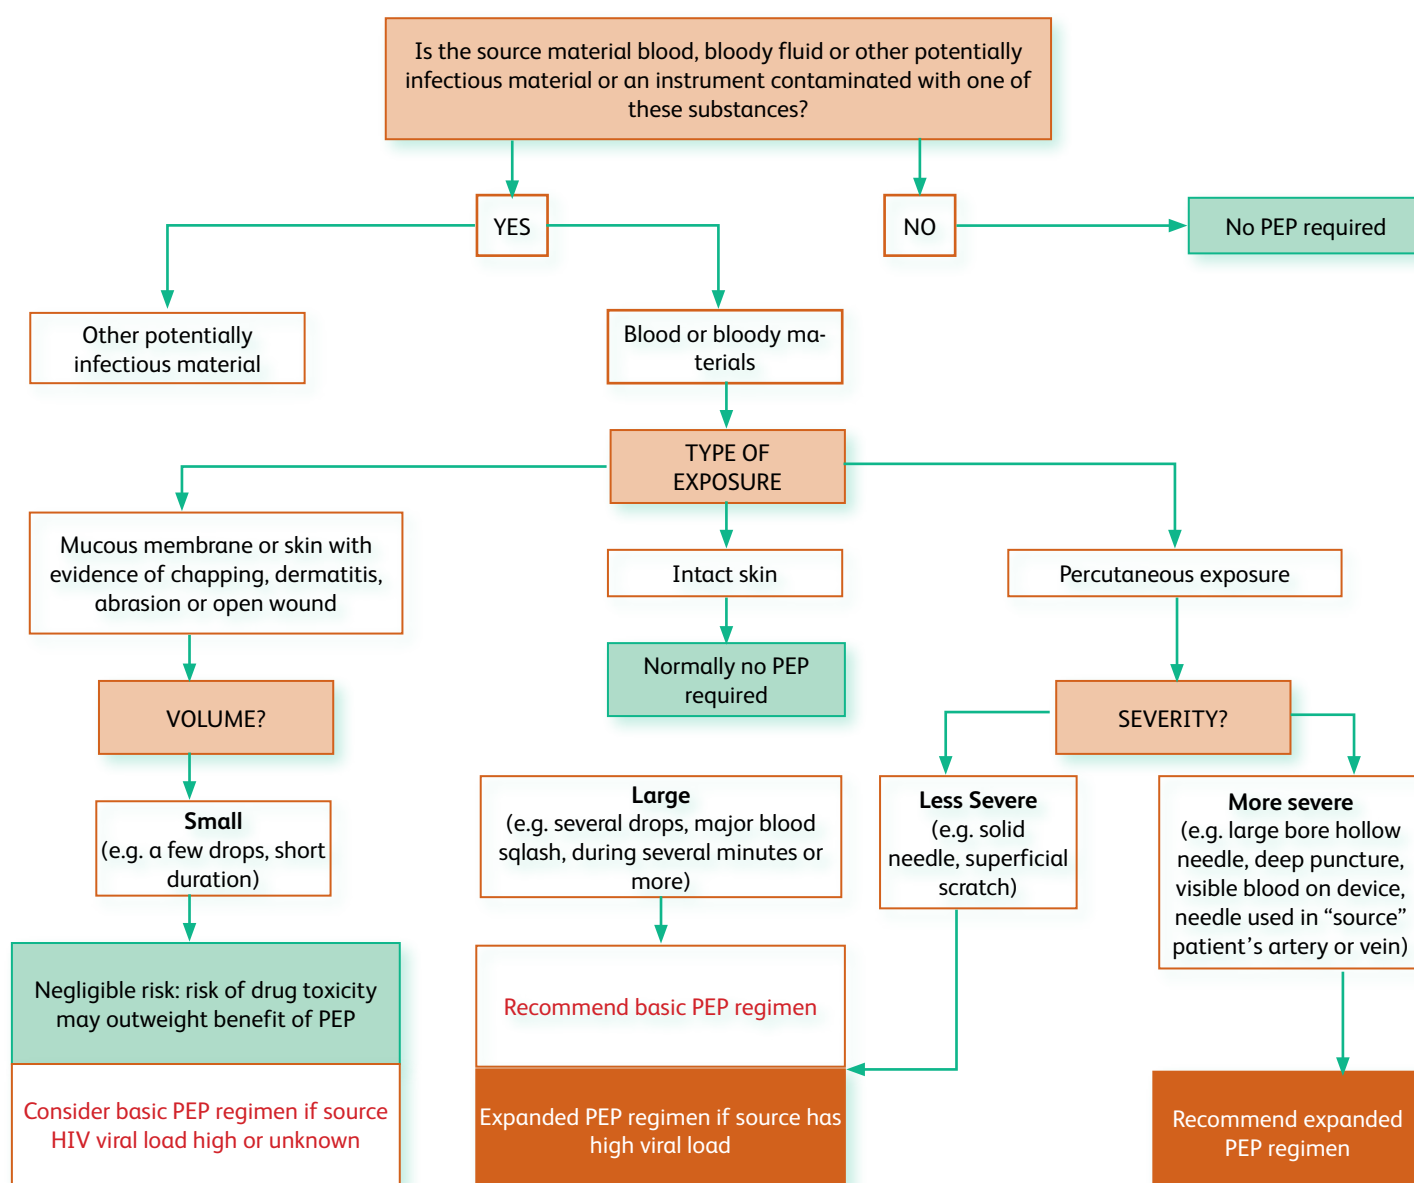 Is the source material blood, bloody fluid or other potentially
infectious material or an instrument contaminated with one of
these substances?
YES
NO
No PEP required
Other potentially
infectious material
Blood or bloody ma-
terials
TYPE OF
EXPOSURE
Mucous membrane or skin with
evidence of chapping, dermatitis,
abrasion or open wound
Intact skin
Percutaneous exposure
Normally no PEP
required
VOLUME?
SEVERITY?
Small
(e.g. a few drops, short
duration)
Large
(e.g. several drops, major blood
sqlash, during several minutes or
more)
Less Severe
(e.g. solid
needle, superficial
scratch)
More severe
(e.g. large bore hollow
needle, deep puncture,
visible blood on device,
needle used in “source”
patient’s artery or vein)
Negligible risk: risk of drug toxicity
may outweight benefit of PEP
Consider basic PEP regimen if source
HIV viral load high or unknown
Recommend basic PEP regimen
Expanded PEP regimen if source has
high viral load
Recommend expanded
PEP regimen